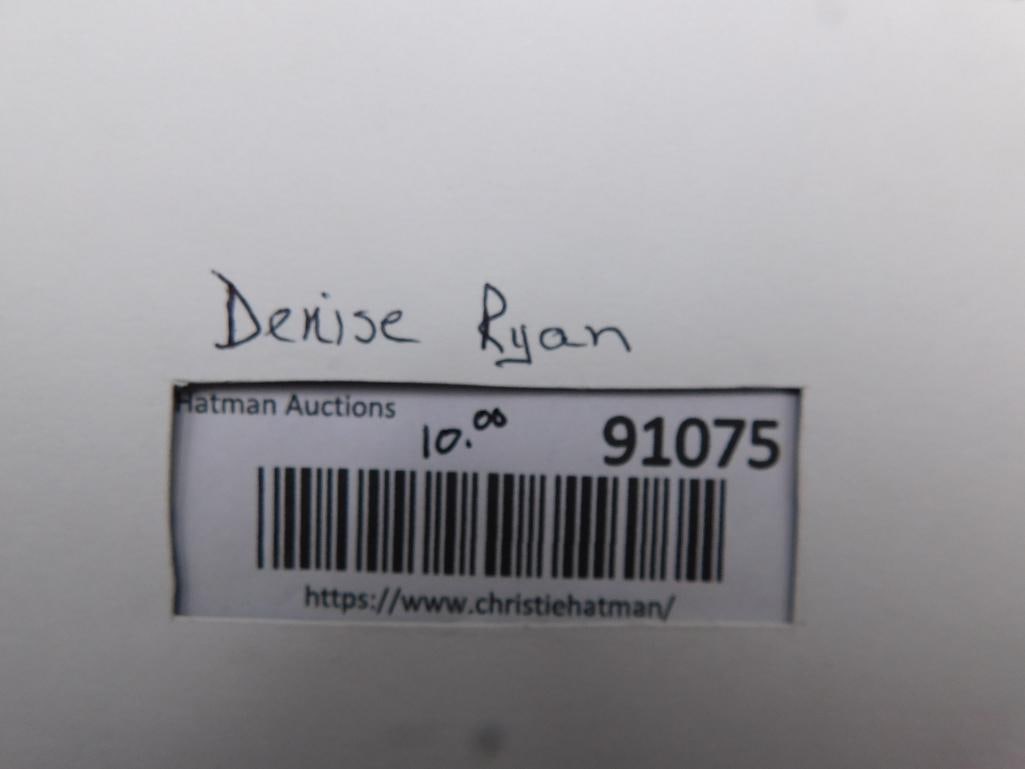 Denise Ryan
Hatman Auctions
10.00
91075
https://www.christiehatman/